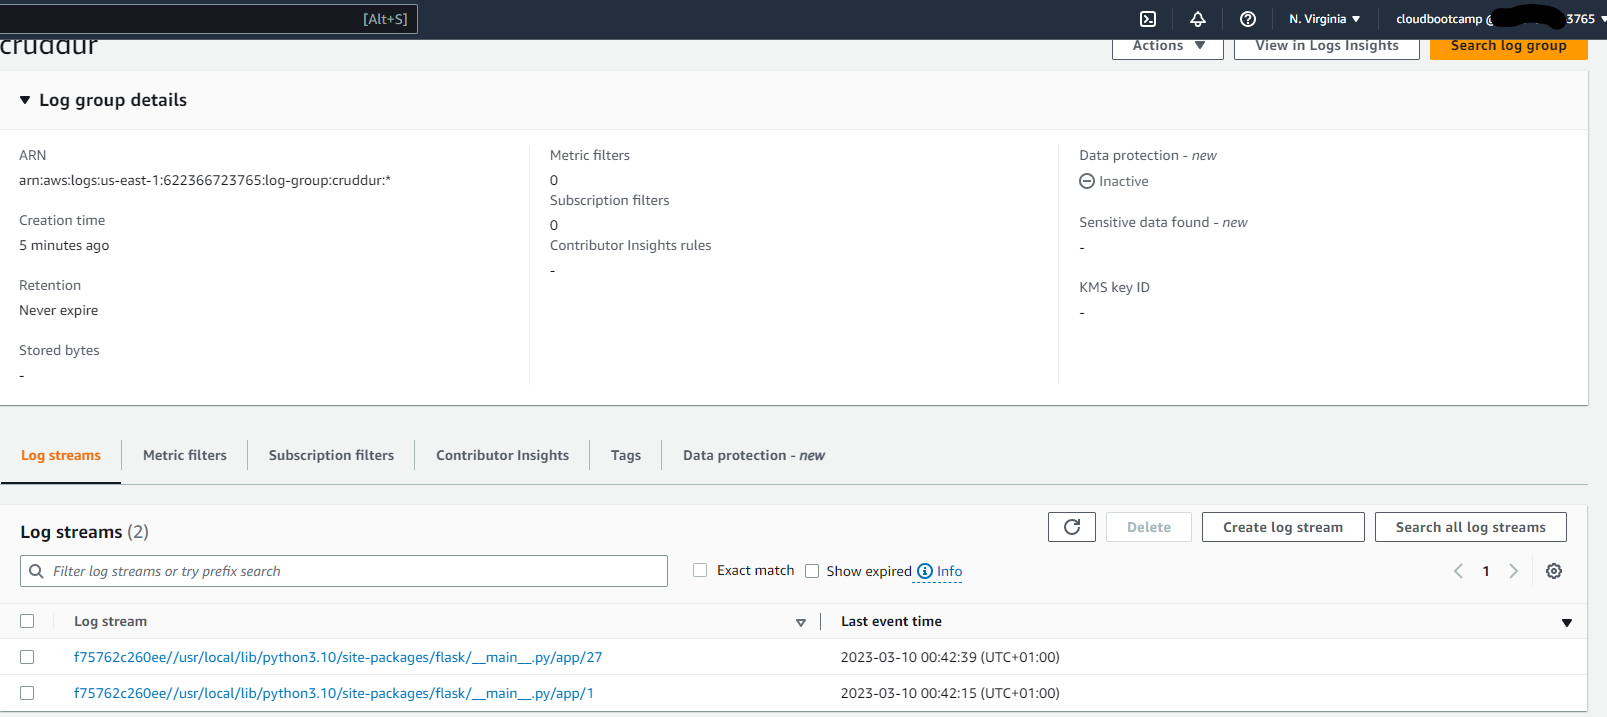 [Alt+S]
N. Virginia ▼
cloudbootcamp @ 3765 ▼
cruddur
Actions ▼
View in Logs Insights
Search log group
▼ Log group details
ARN
arn:aws:logs:us-east-1:622366723765:log-group:cruddur:*
Creation time
5 minutes ago
Retention
Never expire
Stored bytes
-
Metric filters
0
Subscription filters
0
Contributor Insights rules
-
Data protection - new
Inactive
Sensitive data found - new
-
KMS key ID
-
Log streams
Metric filters
Subscription filters
Contributor Insights
Tags
Data protection - new
Log streams (2)
Delete
Create log stream
Search all log streams
Filter log streams or try prefix search
Exact match
Show expired
Info
1
Log stream
Last event time
f75762c260ee//usr/local/lib/python3.10/site-packages/flask/__main__.py/app/27
2023-03-10 00:42:39 (UTC+01:00)
f75762c260ee//usr/local/lib/python3.10/site-packages/flask/__main__.py/app/1
2023-03-10 00:42:15 (UTC+01:00)